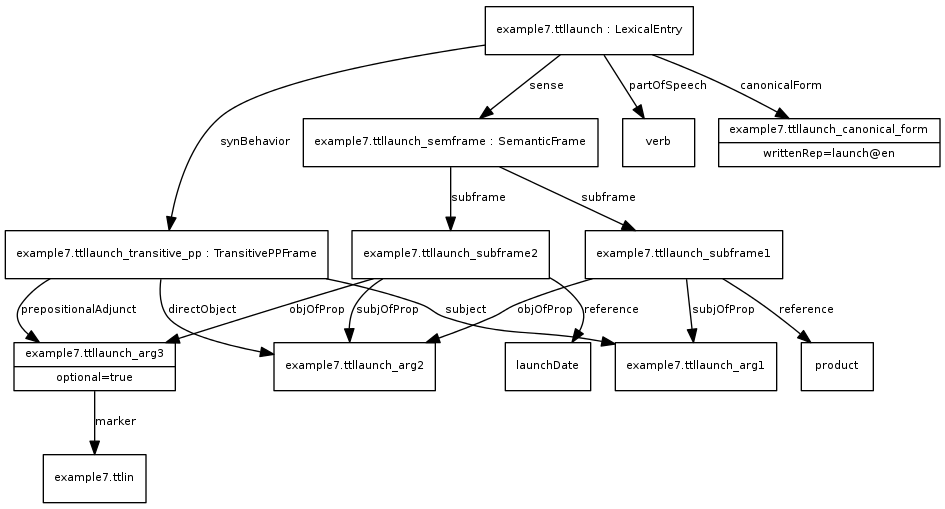 example7.ttllaunch : LexicalEntry
sense
partOfSpeech
canonicalForm
synBehavior
example7.ttllaunch_semframe : SemanticFrame
verb
example7.ttllaunch_canonical_form
writtenRep=launch@en
subframe
subframe
example7.ttllaunch_transitive_pp : TransitivePPFrame
example7.ttllaunch_subframe2
example7.ttllaunch_subframe1
prepositionalAdjunct
directObject
objOfProp
subjOfProp
subject
objOfProp
reference
subjOfProp
reference
example7.ttllaunch_arg3
optional=true
example7.ttllaunch_arg2
launchDate
example7.ttllaunch_arg1
product
marker
example7.ttlin